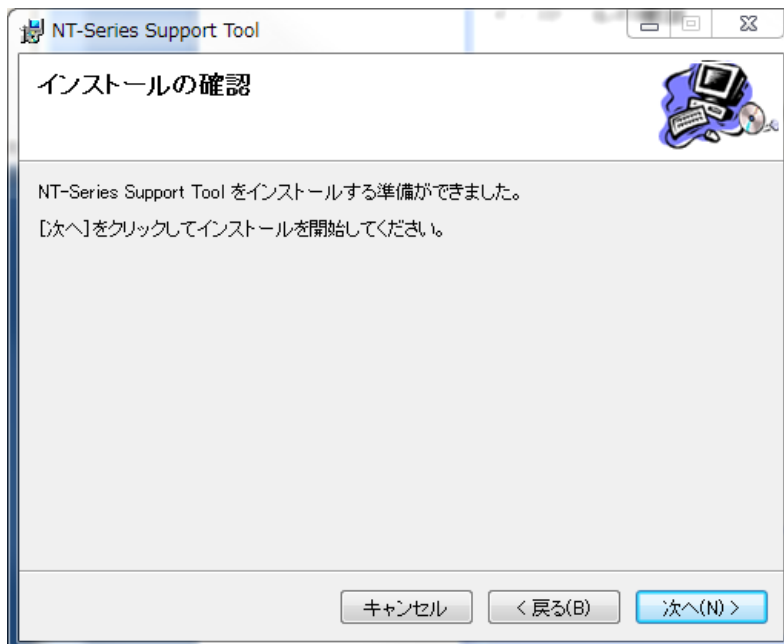 NT-Series Support Tool
インストールの確認
NT-Series Support Tool をインストールする準備ができました。
[次へ]をクリックしてインストールを開始してください。
キャンセル
< 戻る(B)
次へ(N) >